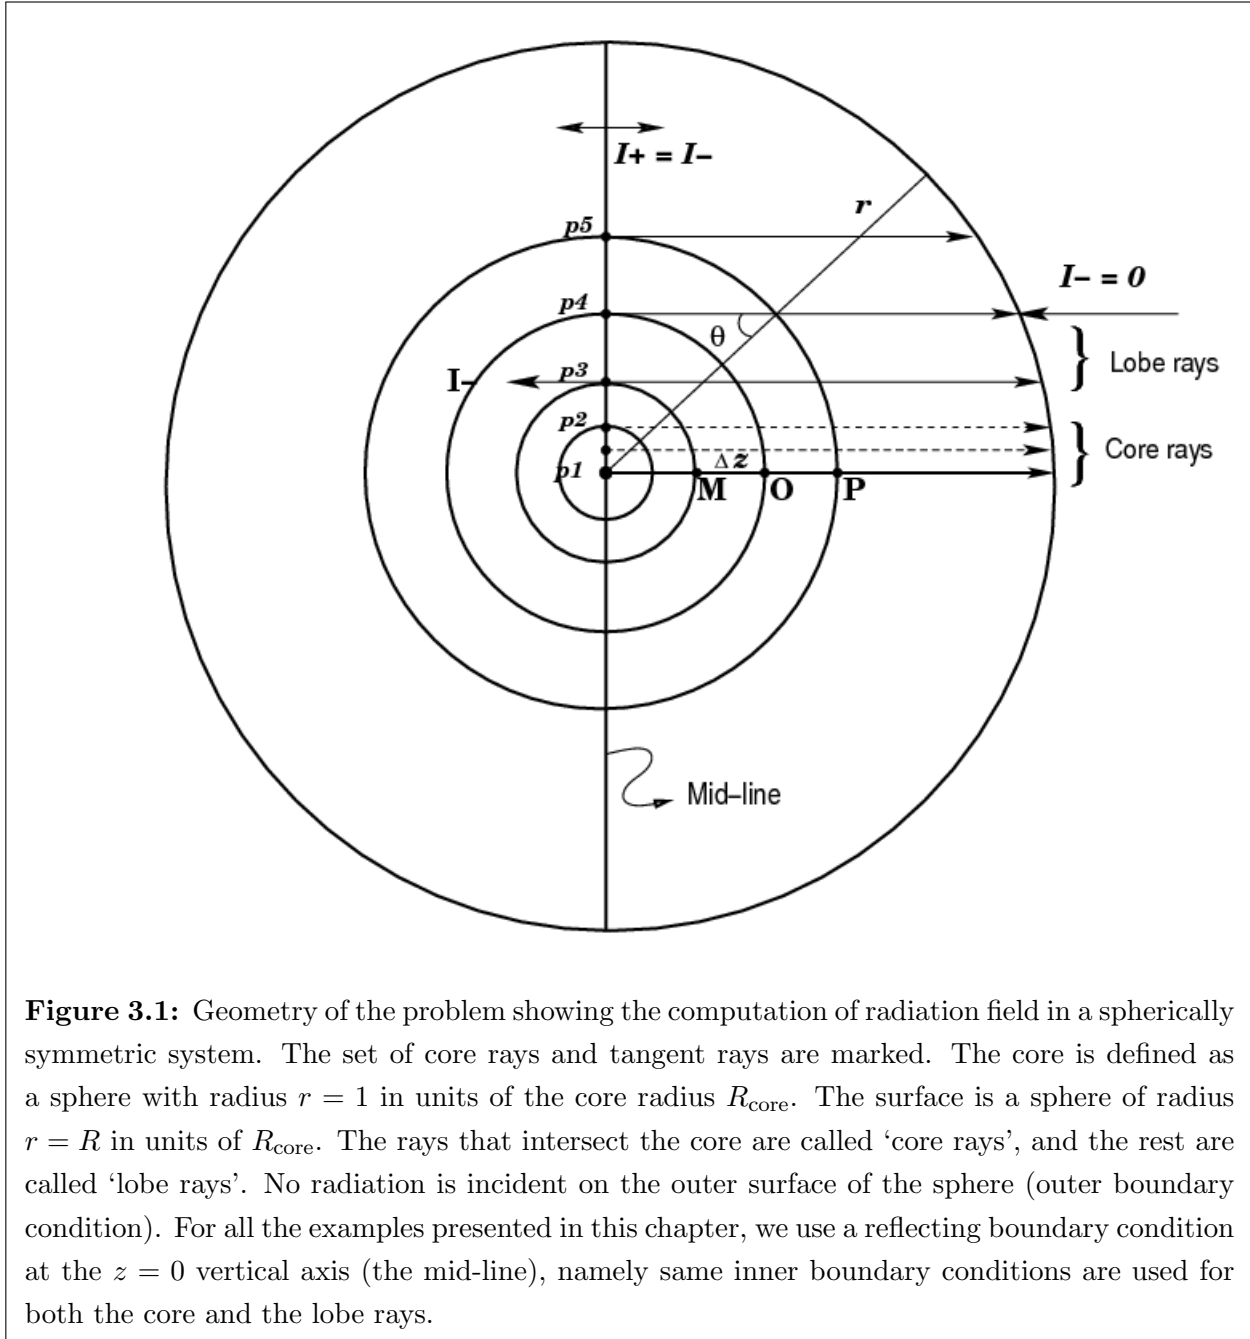 I+ = I−
r
p5
I− = 0
p4
θ
Lobe rays
I−
p3
p2
Core rays
Δz
p1
M
O
P
Mid–line
Figure 3.1: Geometry of the problem showing the computation of radiation field in a spherically
symmetric system. The set of core rays and tangent rays are marked. The core is defined as
a sphere with radius r = 1 in units of the core radius Rcore. The surface is a sphere of radius
r = R in units of Rcore. The rays that intersect the core are called ‘core rays’, and the rest are
called ‘lobe rays’. No radiation is incident on the outer surface of the sphere (outer boundary
condition). For all the examples presented in this chapter, we use a reflecting boundary condition
at the z = 0 vertical axis (the mid-line), namely same inner boundary conditions are used for
both the core and the lobe rays.